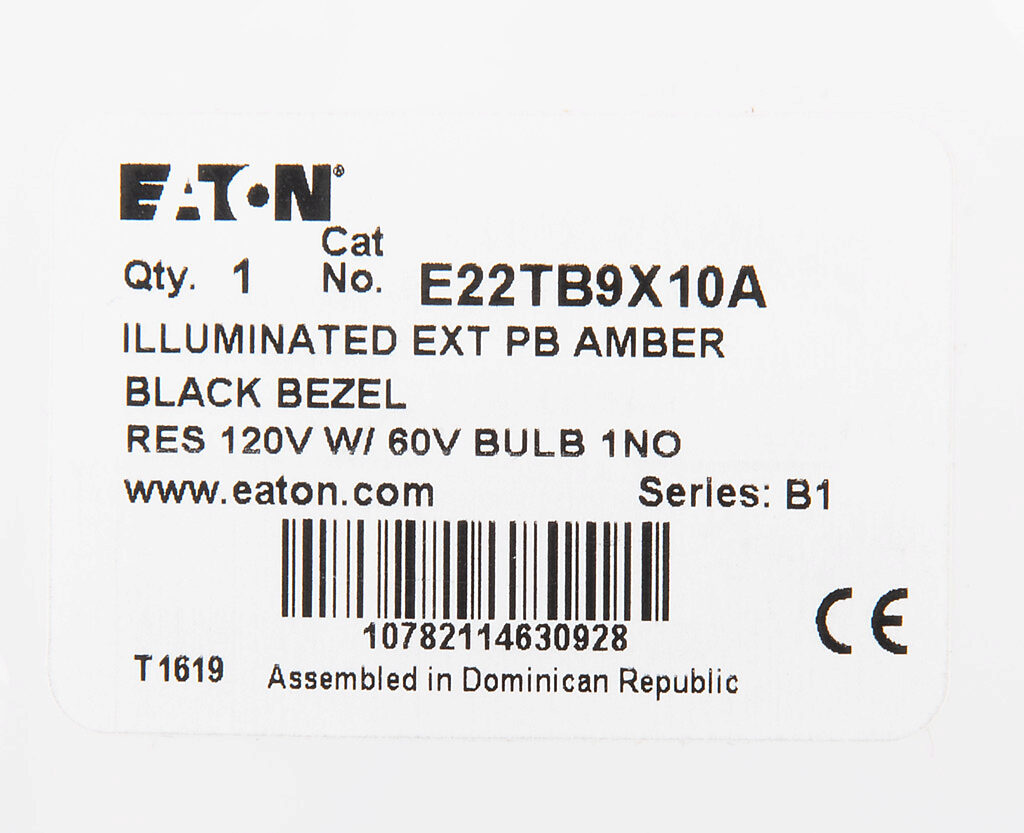 EATON®
Qty. 1 Cat No. E22TB9X10A
ILLUMINATED EXT PB AMBER
BLACK BEZEL
RES 120V W/ 60V BULB 1NO
www.eaton.com Series: B1
10782114630928
CE
T1619 Assembled in Dominican Republic